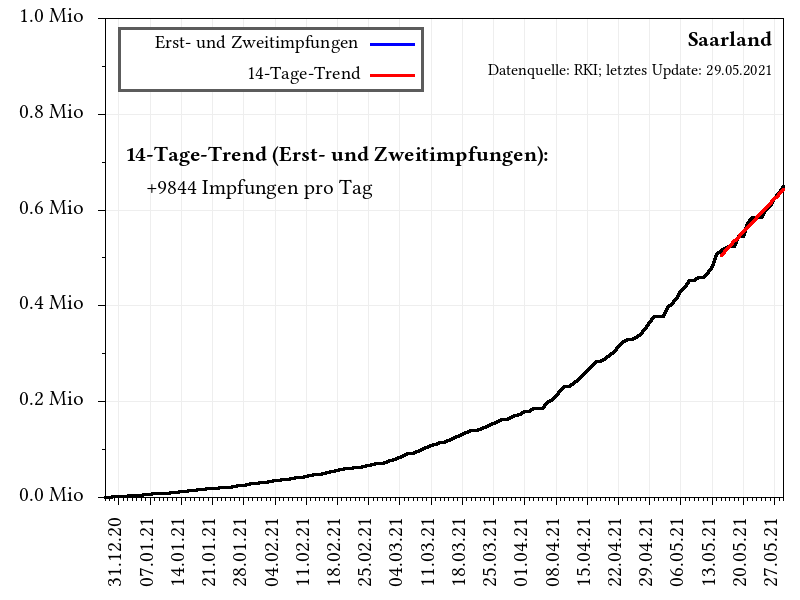 1.0 Mio
Erst- und Zweitimpfungen
14-Tage-Trend
Saarland
Datenquelle: RKI; letztes Update: 29.05.2021
0.8 Mio
14-Tage-Trend (Erst- und Zweitimpfungen):
+9844 Impfungen pro Tag
0.6 Mio
0.4 Mio
0.2 Mio
0.0 Mio
31.12.20
07.01.21
14.01.21
21.01.21
28.01.21
04.02.21
11.02.21
18.02.21
25.02.21
04.03.21
11.03.21
18.03.21
25.03.21
01.04.21
08.04.21
15.04.21
22.04.21
29.04.21
06.05.21
13.05.21
20.05.21
27.05.21